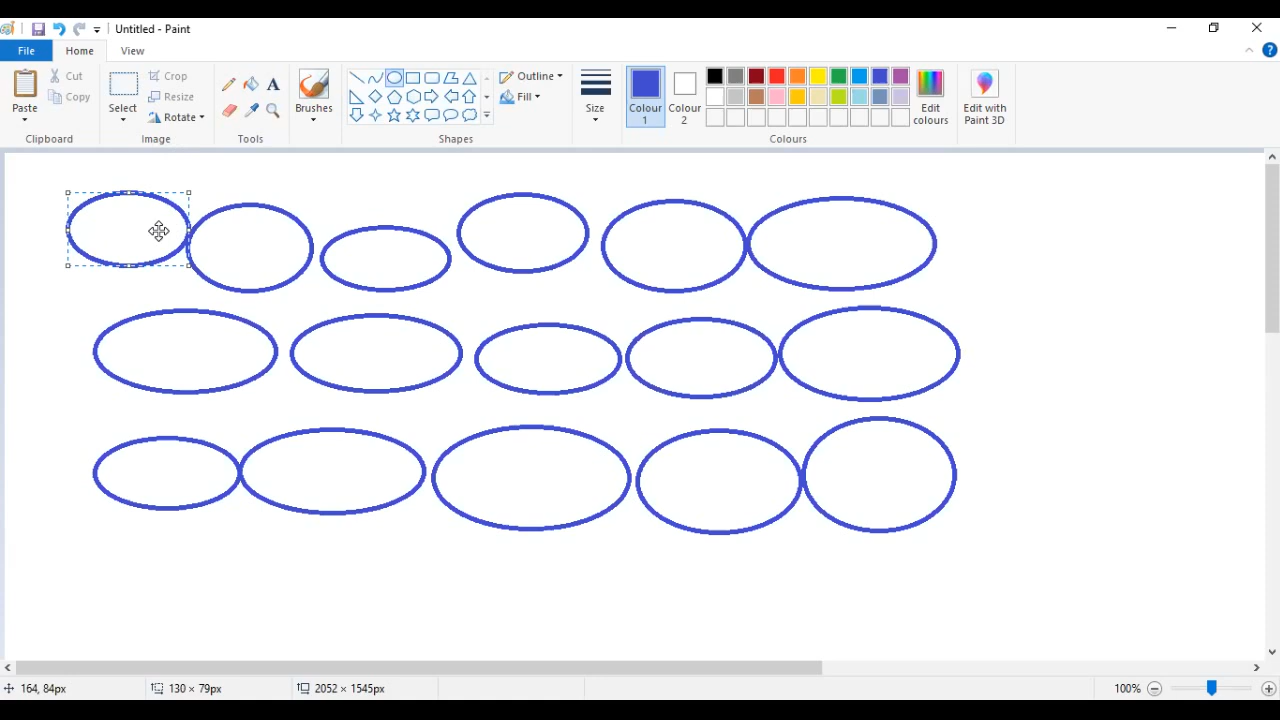 Untitled - Paint
File Home View
Paste
Cut
Copy
Clipboard
Select
Crop
Resize
Rotate
Image
Tools
Brushes
Shapes
Outline
Fill
Size
Colour 1
Colour 2
Colours
Edit colours
Edit with Paint 3D
164, 84px
130 × 79px
2052 × 1545px
100%